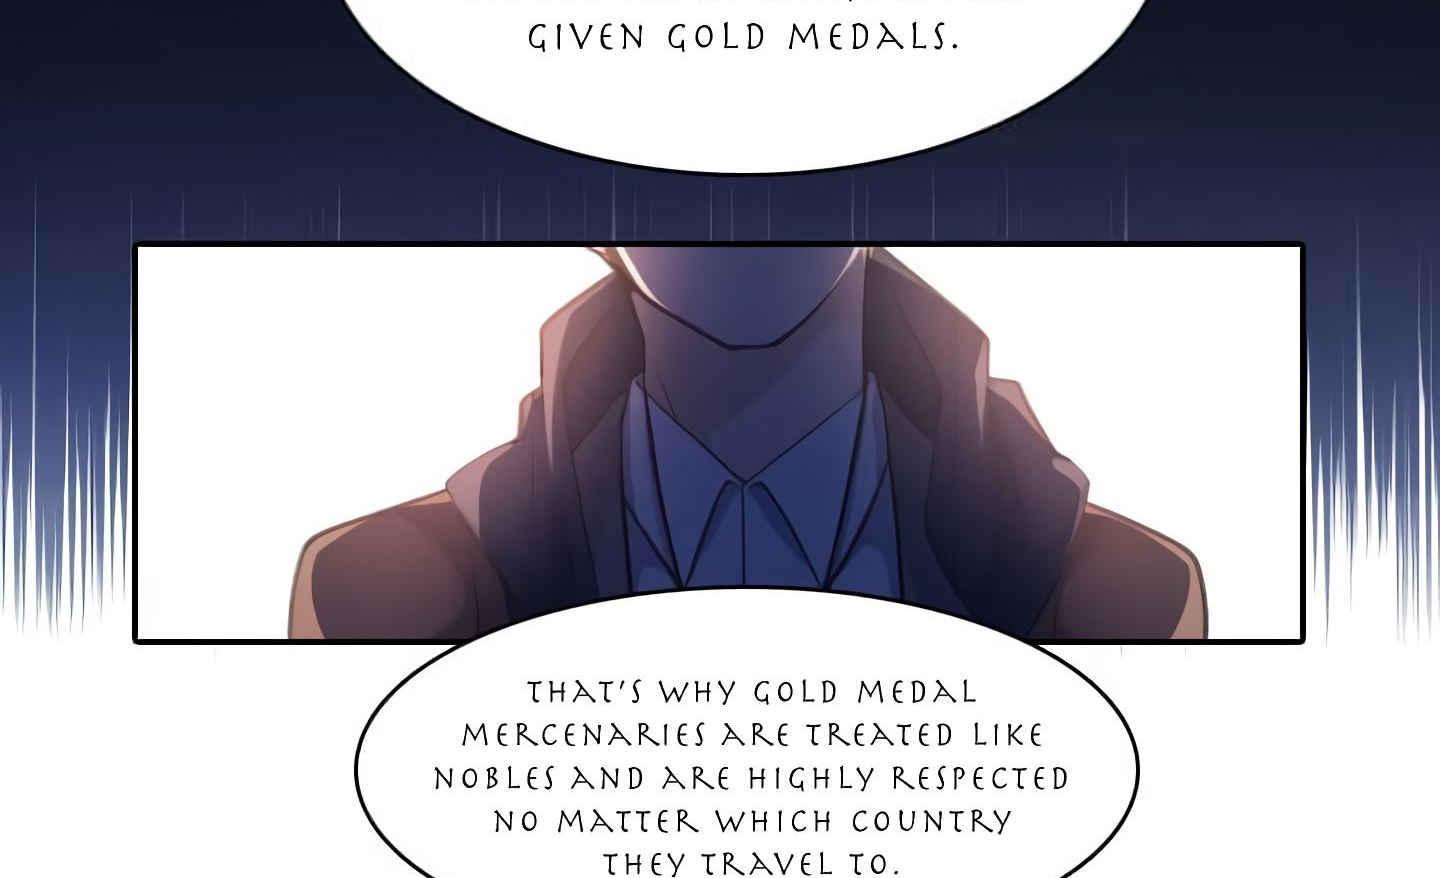 GIVEN GOLD MEDALS.
THAT'S WHY GOLD MEDAL
MERCENARIES ARE TREATED LIKE
NOBLES AND ARE HIGHLY RESPECTED
NO MATTER WHICH COUNTRY
THEY TRAVEL TO.